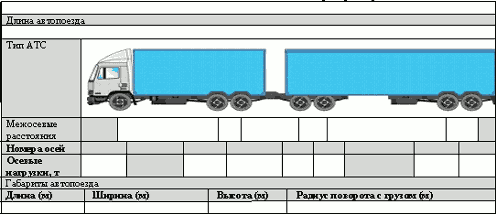 Длина автопоезда
Тип АТС
Межосевые
расстояния
Номера осей
Осевые
нагрузки, т
Габариты автопоезда
Длина (м) Ширина (м) Высота (м) Радиус поворота с грузом (м)